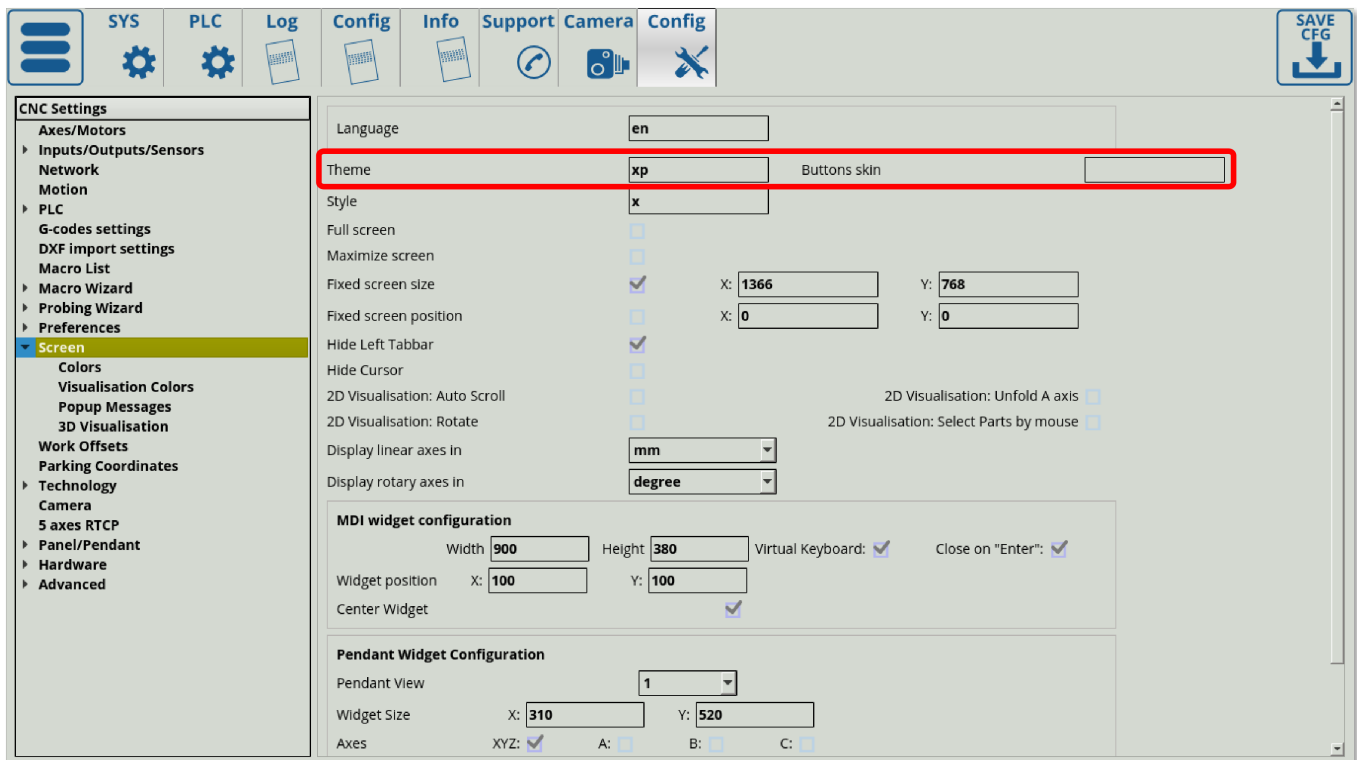 SYS PLC Log Config Info Support Camera Config SAVE CFG
CNC Settings
Axes/Motors
Inputs/Outputs/Sensors
Network
Motion
PLC
G-codes settings
DXF import settings
Macro List
Macro Wizard
Probing Wizard
Preferences
Screen
Colors
Visualisation Colors
Popup Messages
3D Visualisation
Work Offsets
Parking Coordinates
Technology
Camera
5 axes RTCP
Panel/Pendant
Hardware
Advanced
Language en
Theme xp Buttons skin
Style x
Full screen
Maximize screen
Fixed screen size X: 1366 Y: 768
Fixed screen position X: 0 Y: 0
Hide Left Tabbar
Hide Cursor
2D Visualisation: Auto Scroll 2D Visualisation: Unfold A axis
2D Visualisation: Rotate 2D Visualisation: Select Parts by mouse
Display linear axes in mm
Display rotary axes in degree
MDI widget configuration
Width 900 Height 380 Virtual Keyboard: Close on "Enter":
Widget position X: 100 Y: 100
Center Widget
Pendant Widget Configuration
Pendant View 1
Widget Size X: 310 Y: 520
Axes XYZ: A: B: C: